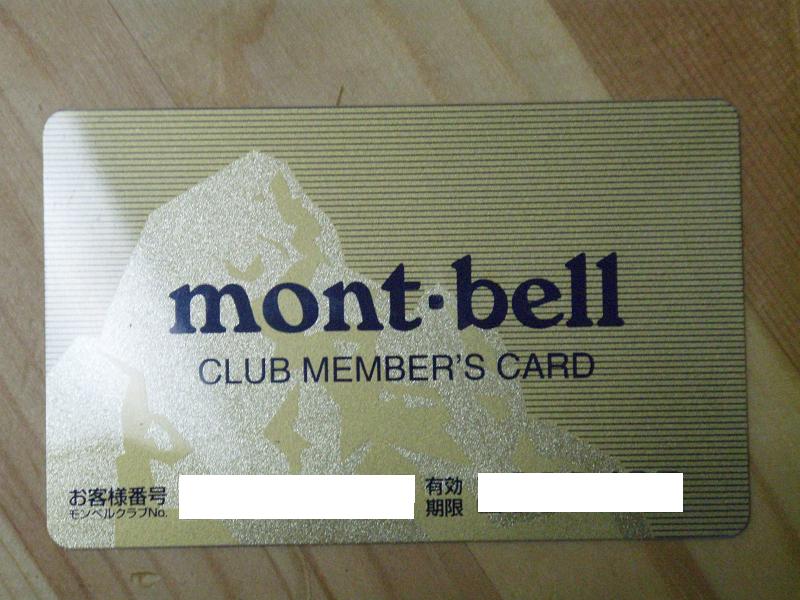 mont·bell
CLUB MEMBER'S CARD
お客様番号
モンベルクラブNo.
有効
期限